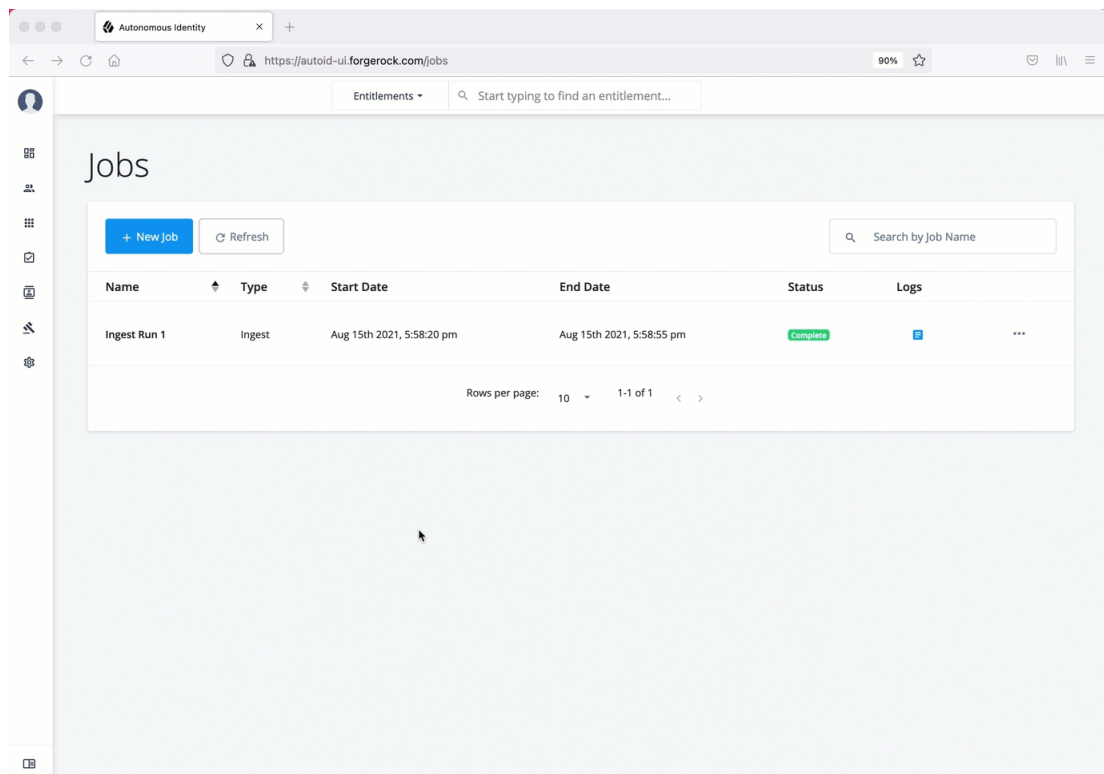 Autonomous Identity
https://autoid-ui.forgerock.com/jobs
90%
Entitlements
Start typing to find an entitlement...
Jobs
+ New Job
Refresh
Search by Job Name
Name Type Start Date End Date Status Logs
Ingest Run 1 Ingest Aug 15th 2021, 5:58:20 pm Aug 15th 2021, 5:58:55 pm Complete
Rows per page: 10 1-1 of 1